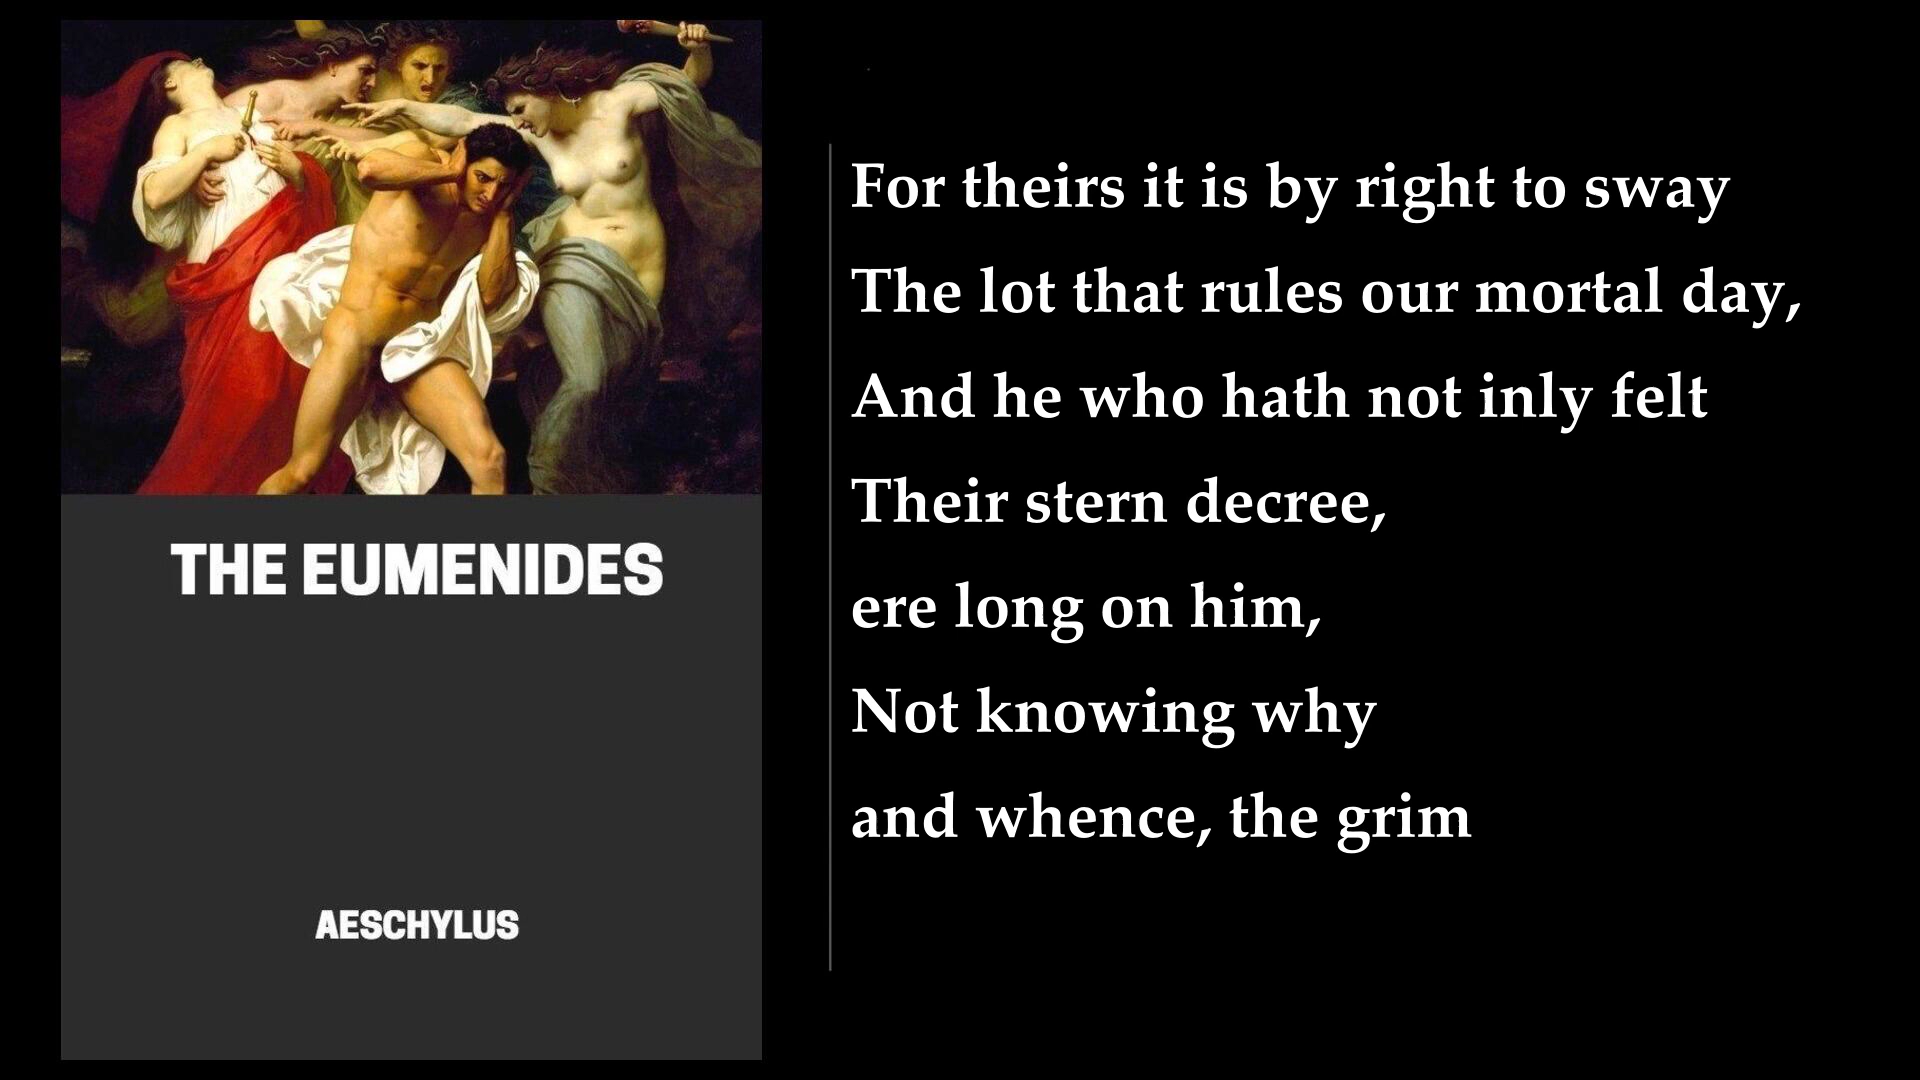 THE EUMENIDES
AESCHYLUS
For theirs it is by right to sway
The lot that rules our mortal day,
And he who hath not inly felt
Their stern decree,
ere long on him,
Not knowing why
and whence, the grim